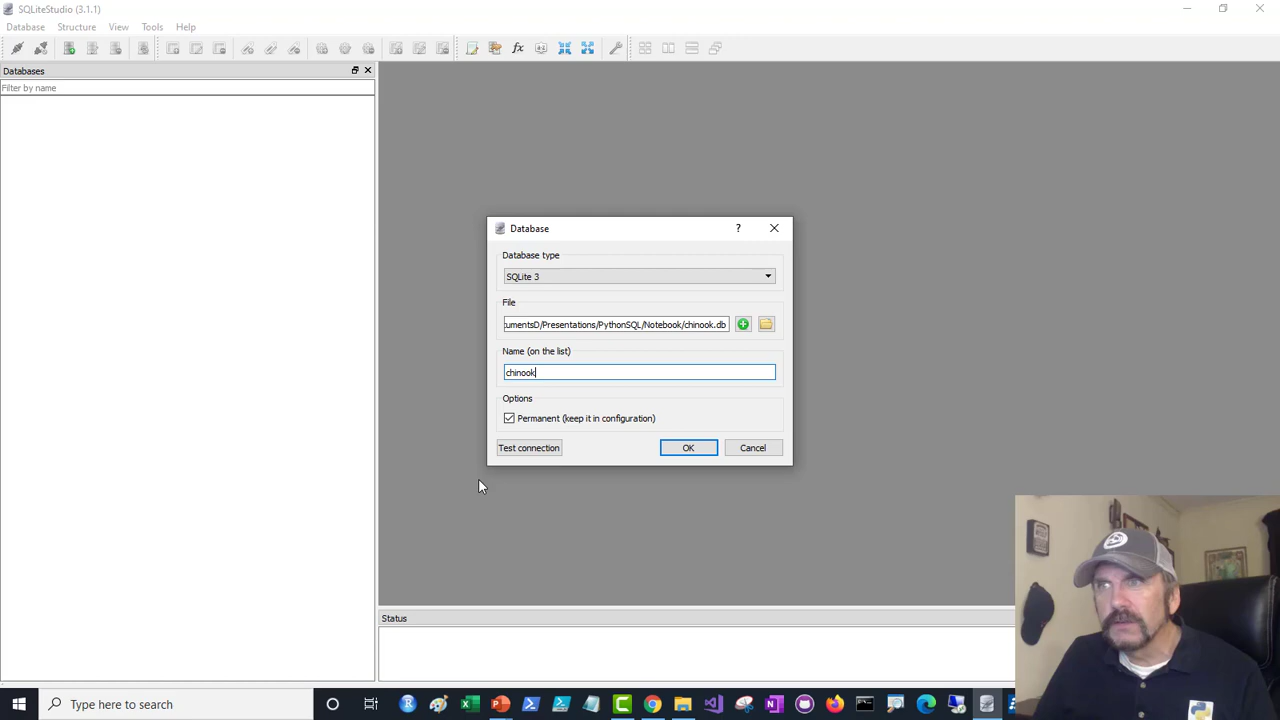 SQLiteStudio (3.1.1)
Database Structure View Tools Help
Databases
Filter by name
Database
?
Database type
SQLite 3
File
umentsD/Presentations/PythonSQL/Notebook/chinook.db
Name (on the list)
chinook
Options
Permanent (keep it in configuration)
Test connection OK Cancel
Status
Type here to search